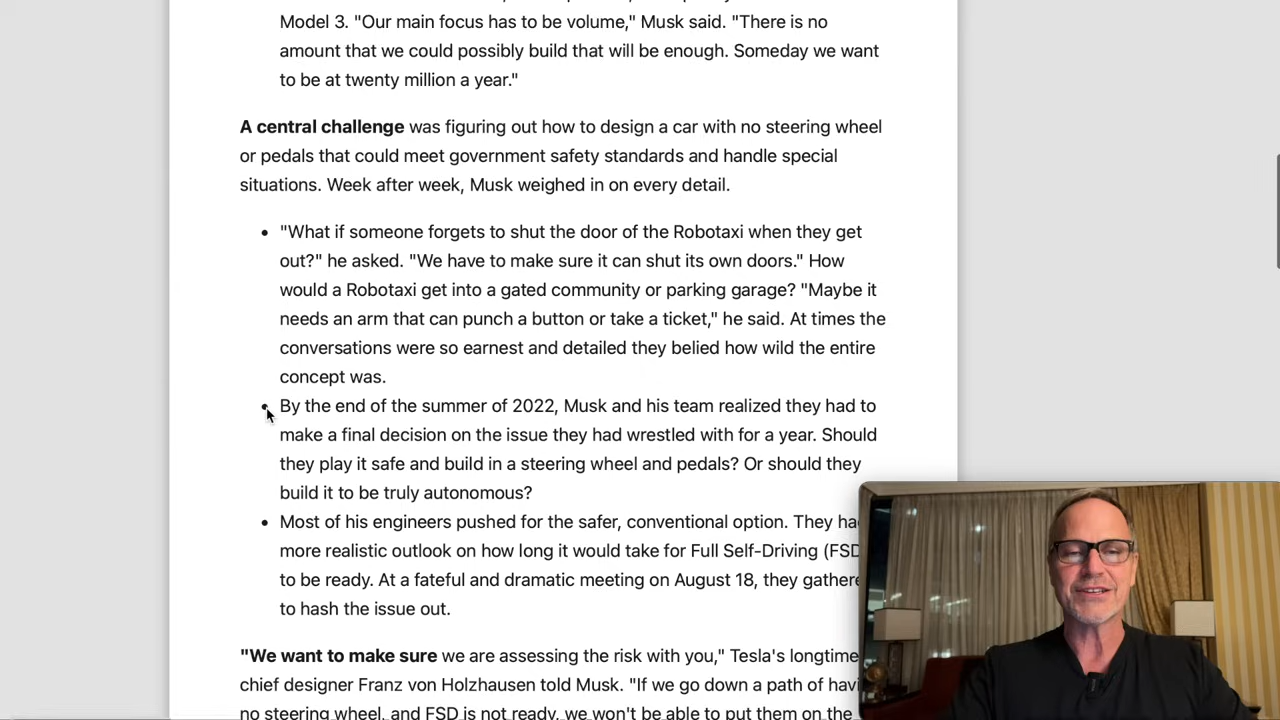 Model 3. "Our main focus has to be volume," Musk said. "There is no
amount that we could possibly build that will be enough. Someday we want
to be at twenty million a year."
A central challenge was figuring out how to design a car with no steering wheel
or pedals that could meet government safety standards and handle special
situations. Week after week, Musk weighed in on every detail.
• "What if someone forgets to shut the door of the Robotaxi when they get
out?" he asked. "We have to make sure it can shut its own doors." How
would a Robotaxi get into a gated community or parking garage? "Maybe it
needs an arm that can punch a button or take a ticket," he said. At times the
conversations were so earnest and detailed they belied how wild the entire
concept was.
• By the end of the summer of 2022, Musk and his team realized they had to
make a final decision on the issue they had wrestled with for a year. Should
they play it safe and build in a steering wheel and pedals? Or should they
build it to be truly autonomous?
• Most of his engineers pushed for the safer, conventional option. They ha
more realistic outlook on how long it would take for Full Self-Driving (FSD
to be ready. At a fateful and dramatic meeting on August 18, they gathere
to hash the issue out.
"We want to make sure we are assessing the risk with you," Tesla's longtime
chief designer Franz von Holzhausen told Musk. "If we go down a path of havi
no steering wheel, and FSD is not ready, we won't be able to put them on the